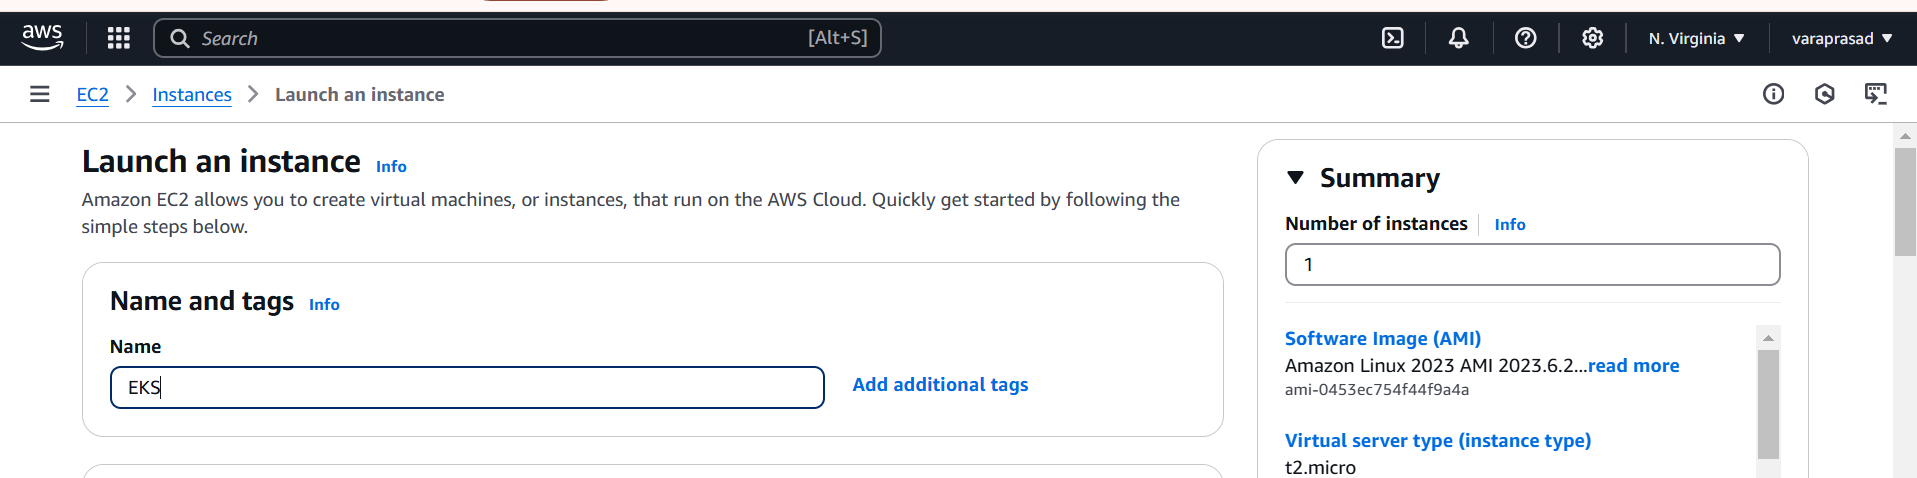 aws
Search [Alt+S]
N. Virginia
varaprasad
EC2 Instances Launch an instance
Launch an instance Info
Amazon EC2 allows you to create virtual machines, or instances, that run on the AWS Cloud. Quickly get started by following the
simple steps below.
Name and tags Info
Name
EKS
Add additional tags
Summary
Number of instances Info
1
Software Image (AMI)
Amazon Linux 2023 AMI 2023.6.2...read more
ami-0453ec754f44f9a4a
Virtual server type (instance type)
t2.micro